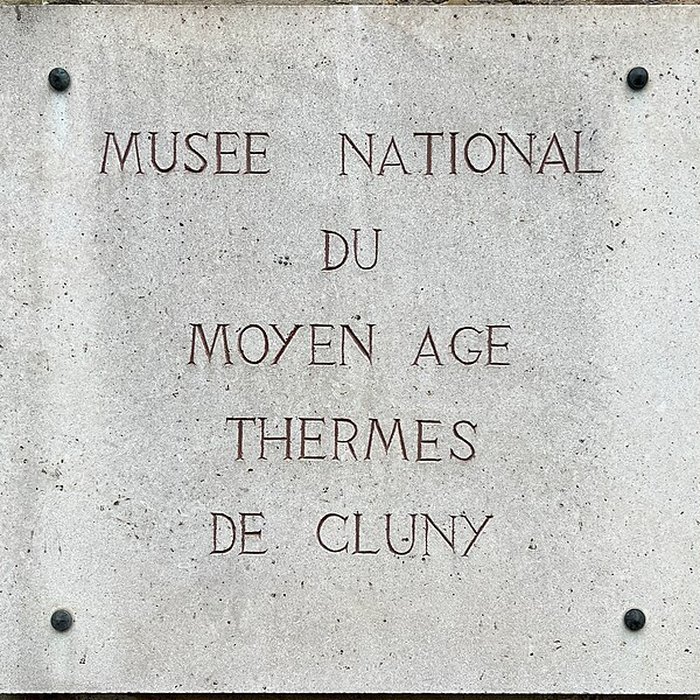 MUSEE NATIONAL
DU
MOYEN AGE
THERMES
DE CLUNY